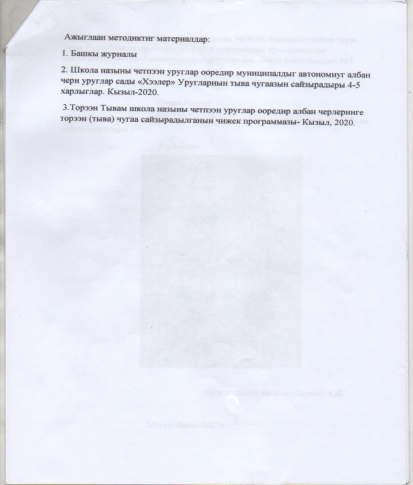 Ажыглаан методиктиг материалдар:
1. Башкы журналы
2. Школа назыны четпээн уруглар ооредир муниципалдыг автономнуг албан
чери уруглар сады «Хээлер» Уругларнын тыва чугаазын сайзырадыры 4-5
харлыглар. Кызыл-2020.
3.Торээн Тывам школа назыны четпээн уруглар ооредир албан черлеринге
торээн (тыва) чугаа сайзырадылганын чижек программазы- Кызыл, 2020.